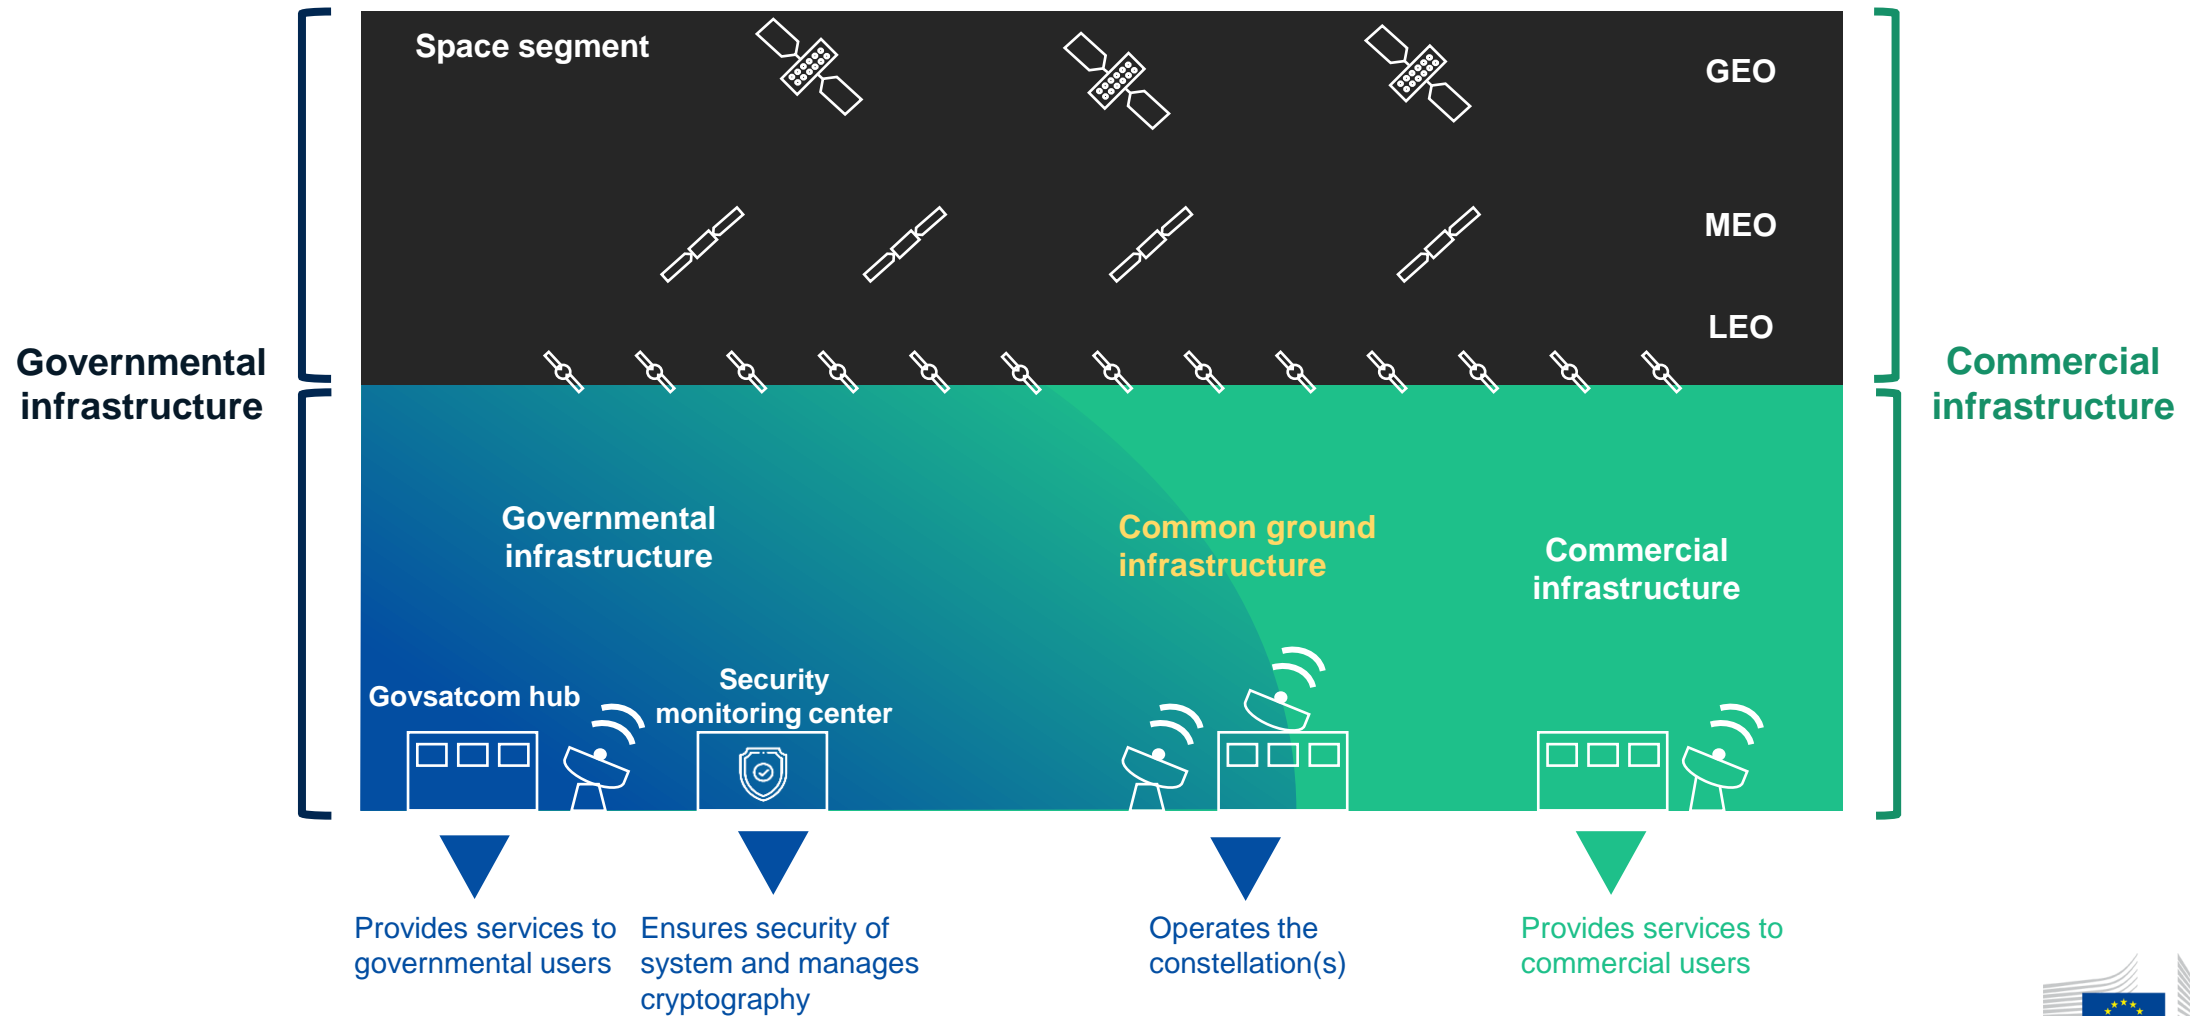 Space segment
GEO
MEO
LEO
Governmental
infrastructure
Commercial
infrastructure
Governmental
infrastructure
Common ground
infrastructure
Commercial
infrastructure
Govsatcom hub
Security
monitoring center
Provides services to
governmental users
Ensures security of
system and manages
cryptography
Operates the
constellation(s)
Provides services to
commercial users